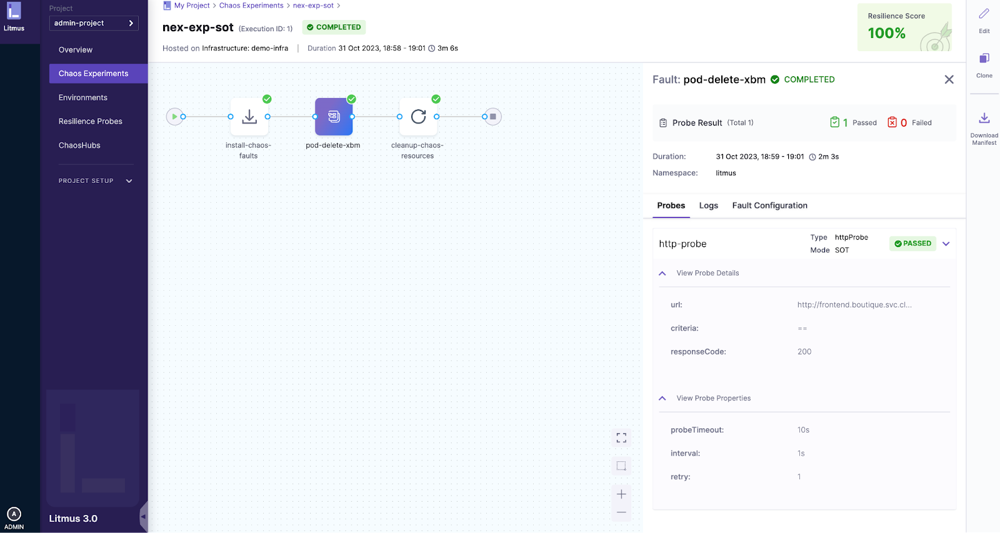 Litmus
Project
admin-project
Overview
Chaos Experiments
Environments
Resilience Probes
ChaosHubs
PROJECT SETUP
Litmus 3.0
A
ADMIN
My Project > Chaos Experiments > nex-exp-sot >
nex-exp-sot (Execution ID: 1) COMPLETED
Hosted on Infrastructure: demo-infra | Duration 31 Oct 2023, 18:58 - 19:01 3m 6s
Resilience Score
100%
install-chaos-
faults
pod-delete-xbm
cleanup-chaos-
resources
Fault: pod-delete-xbm COMPLETED
Probe Result (Total 1) 1 Passed 0 Failed
Duration: 31 Oct 2023, 18:59 - 19:01 2m 3s
Namespace: litmus
Probes Logs Fault Configuration
http-probe
Type httpProbe
Mode SOT
PASSED
View Probe Details
url: http://frontend.boutique.svc.cl...
criteria: ==
responseCode: 200
View Probe Properties
probeTimeout: 10s
interval: 1s
retry: 1
Edit
Clone
Download
Manifest